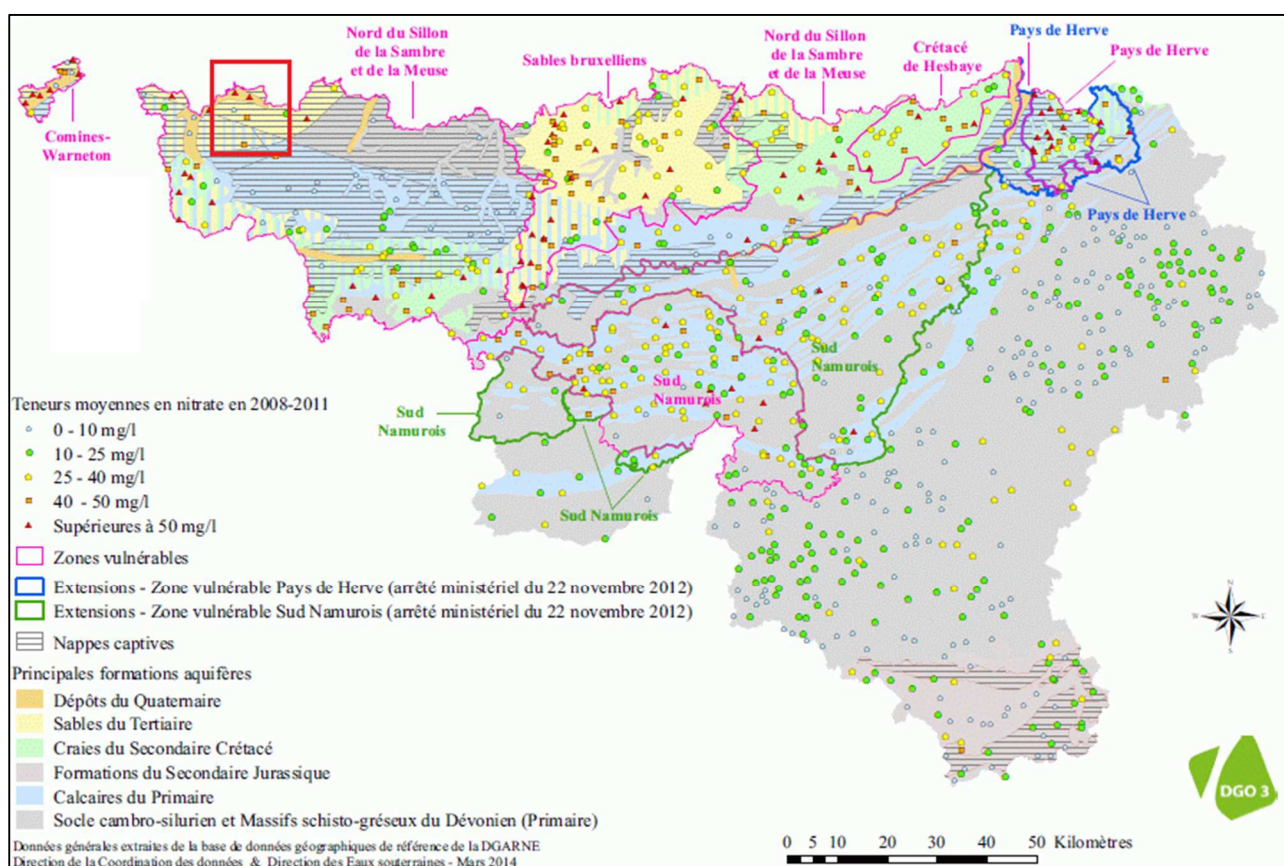 Nord du Sillon
de la Sambre
et de la Meuse
Sables bruxelliens
Nord du Sillon
de la Sambre
et de la Meuse
Crétacé
de Hesbaye
Pays de Herve
Pays de Herve
Comines-
Warneton
Pays de Herve
Sud
Namurois
Sud
Namurois
Sud
Namurois
Sud Namurois
Teneurs moyennes en nitrate en 2008-2011
0 - 10 mg/l
10 - 25 mg/l
25 - 40 mg/l
40 - 50 mg/l
Supérieures à 50 mg/l
Zones vulnérables
Extensions - Zone vulnérable Pays de Herve (arrêté ministériel du 22 novembre 2012)
Extensions - Zone vulnérable Sud Namurois (arrêté ministériel du 22 novembre 2012)
Nappes captives
Principales formations aquifères
Dépôts du Quaternaire
Sables du Tertiaire
Craies du Secondaire Crétacé
Formations du Secondaire Jurassique
Calcaires du Primaire
Socle cambro-silurien et Massifs schisto-gréseux du Dévonien (Primaire)
Données générales extraites de la base de données géographiques de référence de la DGARNE
Direction de la Coordination des données & Direction des Eaux souterraines - Mars 2014
N
W E
S
DGO 3
0 5 10 20 30 40 50 Kilomètres